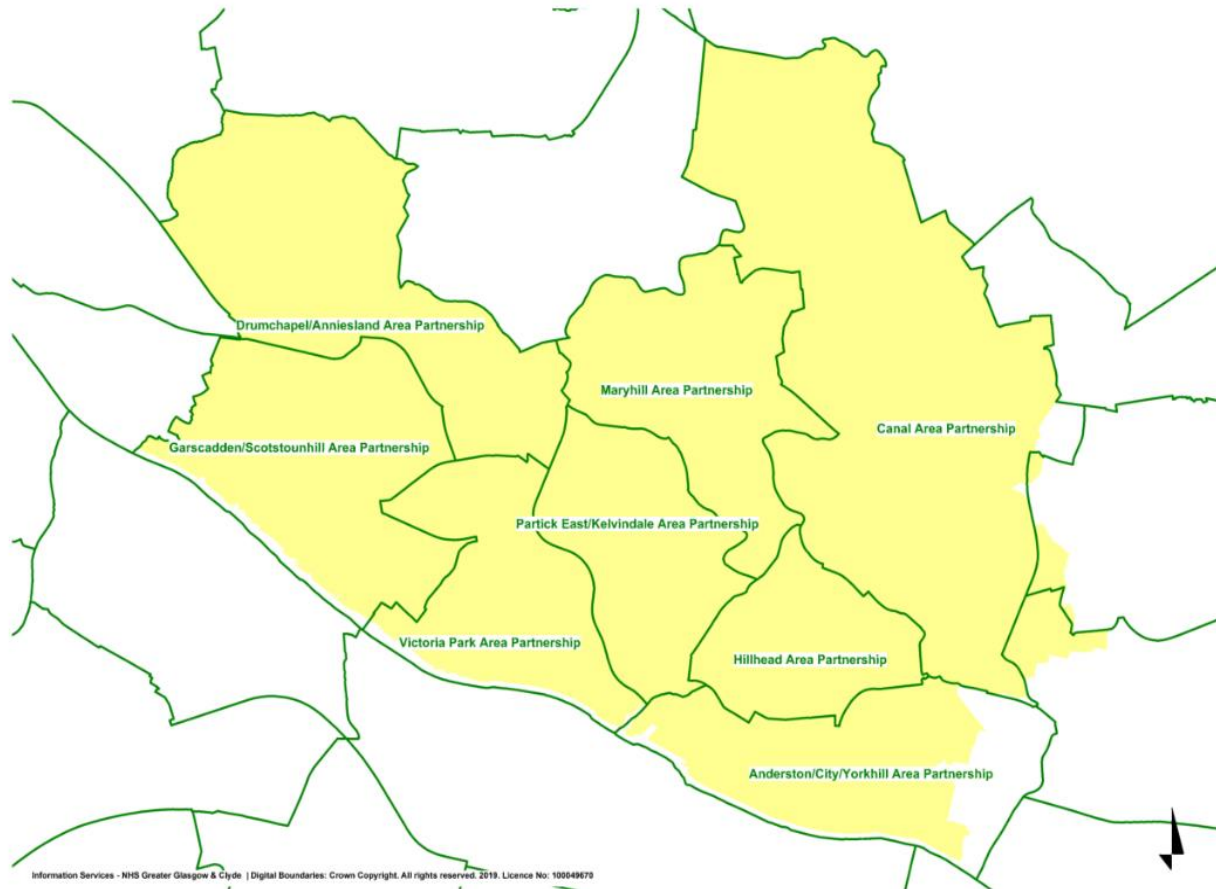 Drumchapel/Anniesland Area Partnership
Maryhill Area Partnership
Canal Area Partnership
Garscadden/Scotstounhill Area Partnership
Partick East/Kelvindale Area Partnership
Victoria Park Area Partnership
Hillhead Area Partnership
Anderston/City/Yorkhill Area Partnership
Information Services - NHS Greater Glasgow & Clyde | Digital Boundaries: Crown Copyright. All rights reserved. 2019. Licence No: 100049670